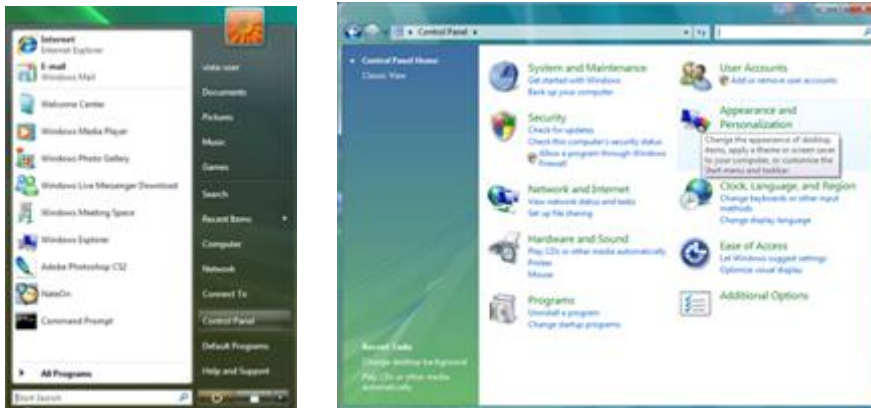 Internet
Internet Explorer
E-mail
Windows Mail
Welcome Center
Windows Media Player
Windows Photo Gallery
Windows Live Messenger Download
Windows Meeting Space
Windows Explorer
Adobe Photoshop CS2
NateOn
Command Prompt
All Programs
Start Search
vista user
Documents
Pictures
Music
Games
Search
Recent Items
Computer
Network
Connect To
Control Panel
Default Programs
Help and Support
Control Panel
Control Panel Home
Classic View
Recent Tasks
Change desktop background
Play CDs or other media
automatically
System and Maintenance
Get started with Windows
Back up your computer
Security
Check for updates
Check this computer's security status
Allow a program through Windows
Firewall
Network and Internet
View network status and tasks
Set up file sharing
Hardware and Sound
Play CDs or other media automatically
Printer
Mouse
Programs
Uninstall a program
Change startup programs
User Accounts
Add or remove user accounts
Appearance and
Personalization
Change the appearance of desktop
items, apply a theme or screen saver
to your computer, or customize the
Start menu and taskbar.
Clock, Language, and Region
Change keyboards or other input
methods
Change display language
Ease of Access
Let Windows suggest settings
Optimize visual display
Additional Options